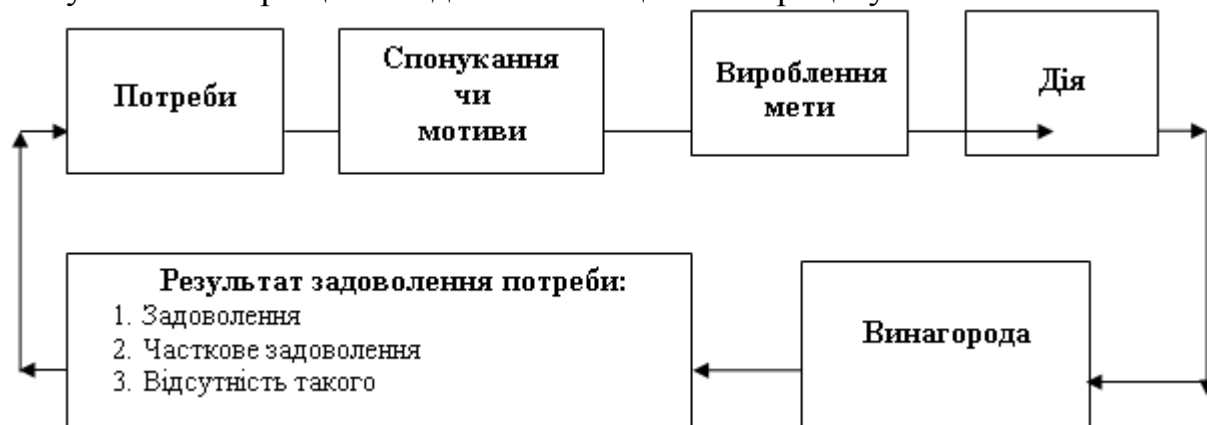 Потреби
Спонукання
чи
мотиви
Вироблення
мети
Дія
Результат задоволення потреби:
1. Задоволення
2. Часткове задоволення
3. Відсутність такого
Винагорода